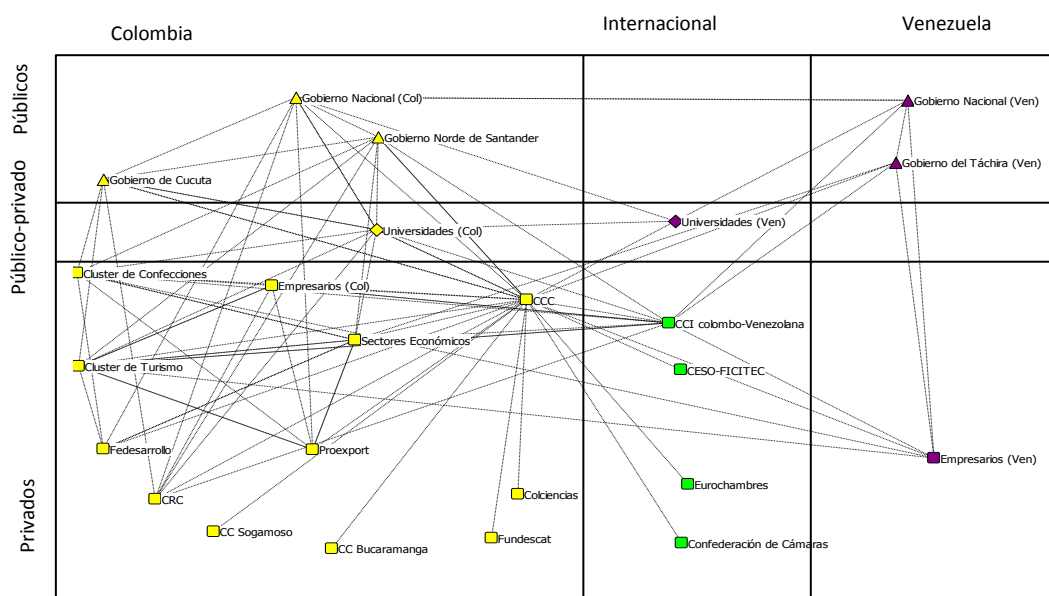 Colombia
Internacional
Venezuela
Públicos
Público-privado
Privados
Gobierno Nacional (Col)
Gobierno Nacional (Ven)
Gobierno Norde de Santander
Gobierno del Táchira (Ven)
Gobierno de Cucuta
Universidades (Ven)
Universidades (Col)
Cluster de Confecciones
Empresarios (Col)
CCC
CCI colombo-Venezolana
Sectores Económicos
Cluster de Turismo
CESO-FICITEC
Fedesarrollo
Proexport
Empresarios (Ven)
Eurochambres
Colciencias
CRC
CC Sogamoso
Fundescat
CC Bucaramanga
Confederación de Cámaras